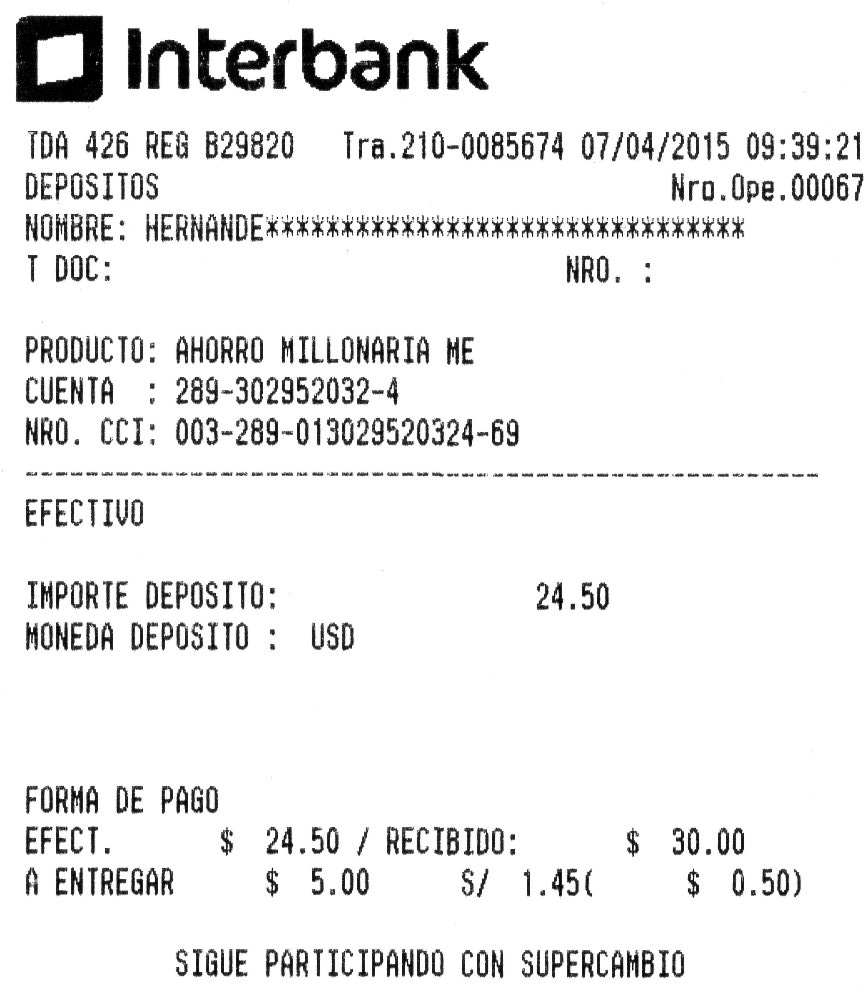 Interbank
TDA 426 REG B29820 Tra.210-0085674 07/04/2015 09:39:21
DEPOSITOS Nro.Ope.00067
NOMBRE: HERNANDE********************************
T DOC: NRO. :
PRODUCTO: AHORRO MILLONARIA ME
CUENTA : 289-302952032-4
NRO. CCI: 003-289-013029520324-69
-----------------------------------------------------
EFECTIVO
IMPORTE DEPOSITO: 24.50
MONEDA DEPOSITO : USD
FORMA DE PAGO
EFECT. $ 24.50 / RECIBIDO: $ 30.00
A ENTREGAR $ 5.00 S/ 1.45( $ 0.50)
SIGUE PARTICIPANDO CON SUPERCAMBIO